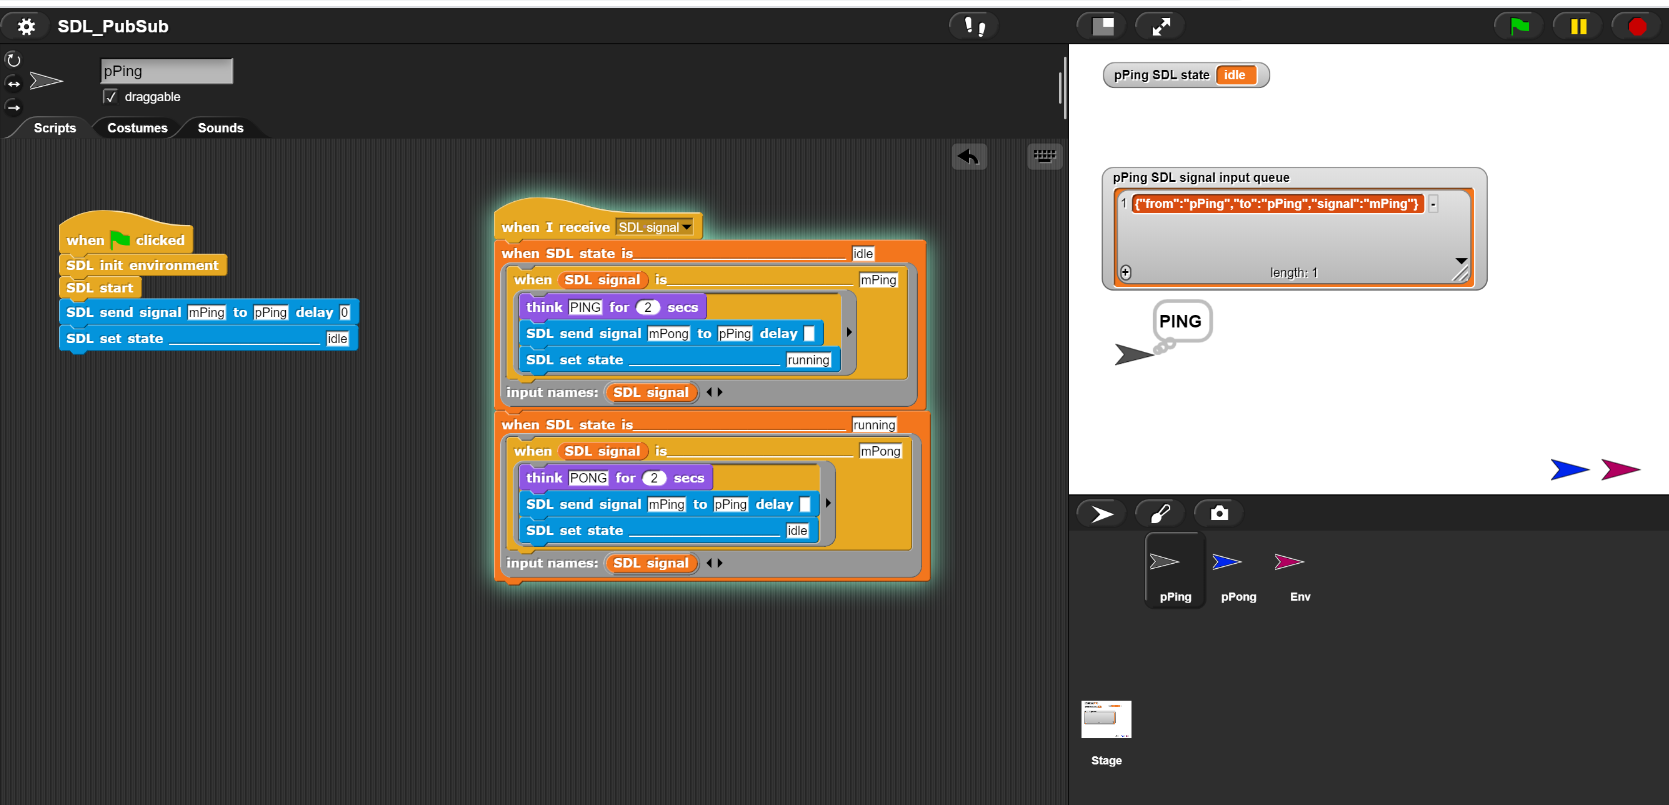 SDL_PubSub
pPing
draggable
Scripts
Costumes
Sounds
when clicked
SDL init environment
SDL start
SDL send signal mPing to pPing delay 0
SDL set state idle
when I receive SDL signal
when SDL state is idle
when SDL signal is mPing
think PING for 2 secs
SDL send signal mPong to pPing delay
SDL set state running
input names: SDL signal
when SDL state is running
when SDL signal is mPong
think PONG for 2 secs
SDL send signal mPing to pPing delay
SDL set state idle
input names: SDL signal
pPing SDL state idle
pPing SDL signal input queue
1 {"from":"pPing","to":"pPing","signal":"mPing"} -
length: 1
PING
pPing
pPong
Env
Stage